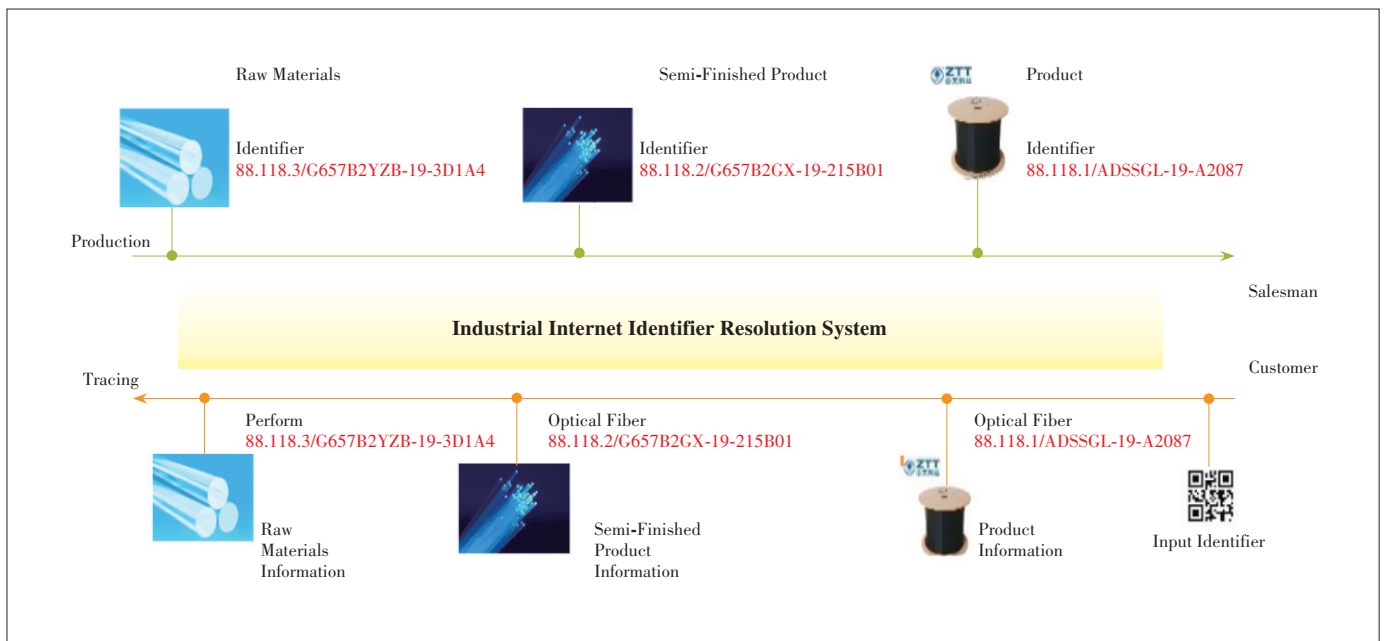 Raw Materials
Semi-Finished Product
ZTT
Product
Identifier
88.118.3/G657B2YZB-19-3D1A4
Identifier
88.118.2/G657B2GX-19-215B01
Identifier
88.118.1/ADSSGL-19-A2087
Production
Salesman
Industrial Internet Identifier Resolution System
Customer
Tracing
Perform
88.118.3/G657B2YZB-19-3D1A4
Optical Fiber
88.118.2/G657B2GX-19-215B01
Optical Fiber
88.118.1/ADSSGL-19-A2087
ZTT
Raw
Materials
Information
Semi-Finished
Product
Information
Product
Information
Input Identifier